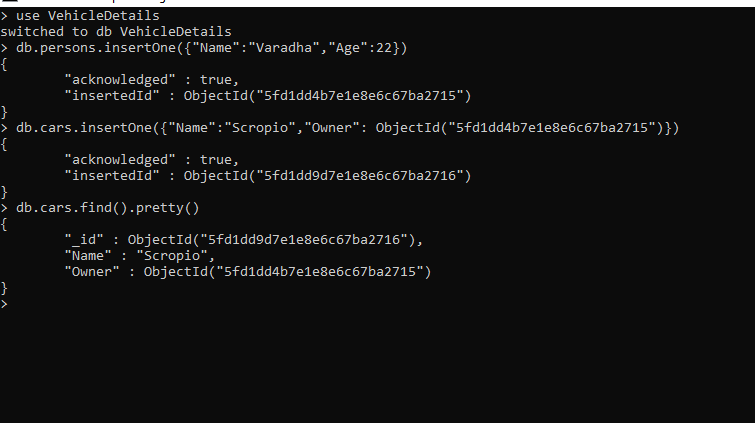 > use VehicleDetails
switched to db VehicleDetails
> db.persons.insertOne({"Name":"Varadha","Age":22})
{
"acknowledged" : true,
"insertedId" : ObjectId("5fd1dd4b7e1e8e6c67ba2715")
}
> db.cars.insertOne({"Name":"Scropio","Owner": ObjectId("5fd1dd4b7e1e8e6c67ba2715")})
{
"acknowledged" : true,
"insertedId" : ObjectId("5fd1dd9d7e1e8e6c67ba2716")
}
> db.cars.find().pretty()
{
"_id" : ObjectId("5fd1dd9d7e1e8e6c67ba2716"),
"Name" : "Scropio",
"Owner" : ObjectId("5fd1dd4b7e1e8e6c67ba2715")
}
>